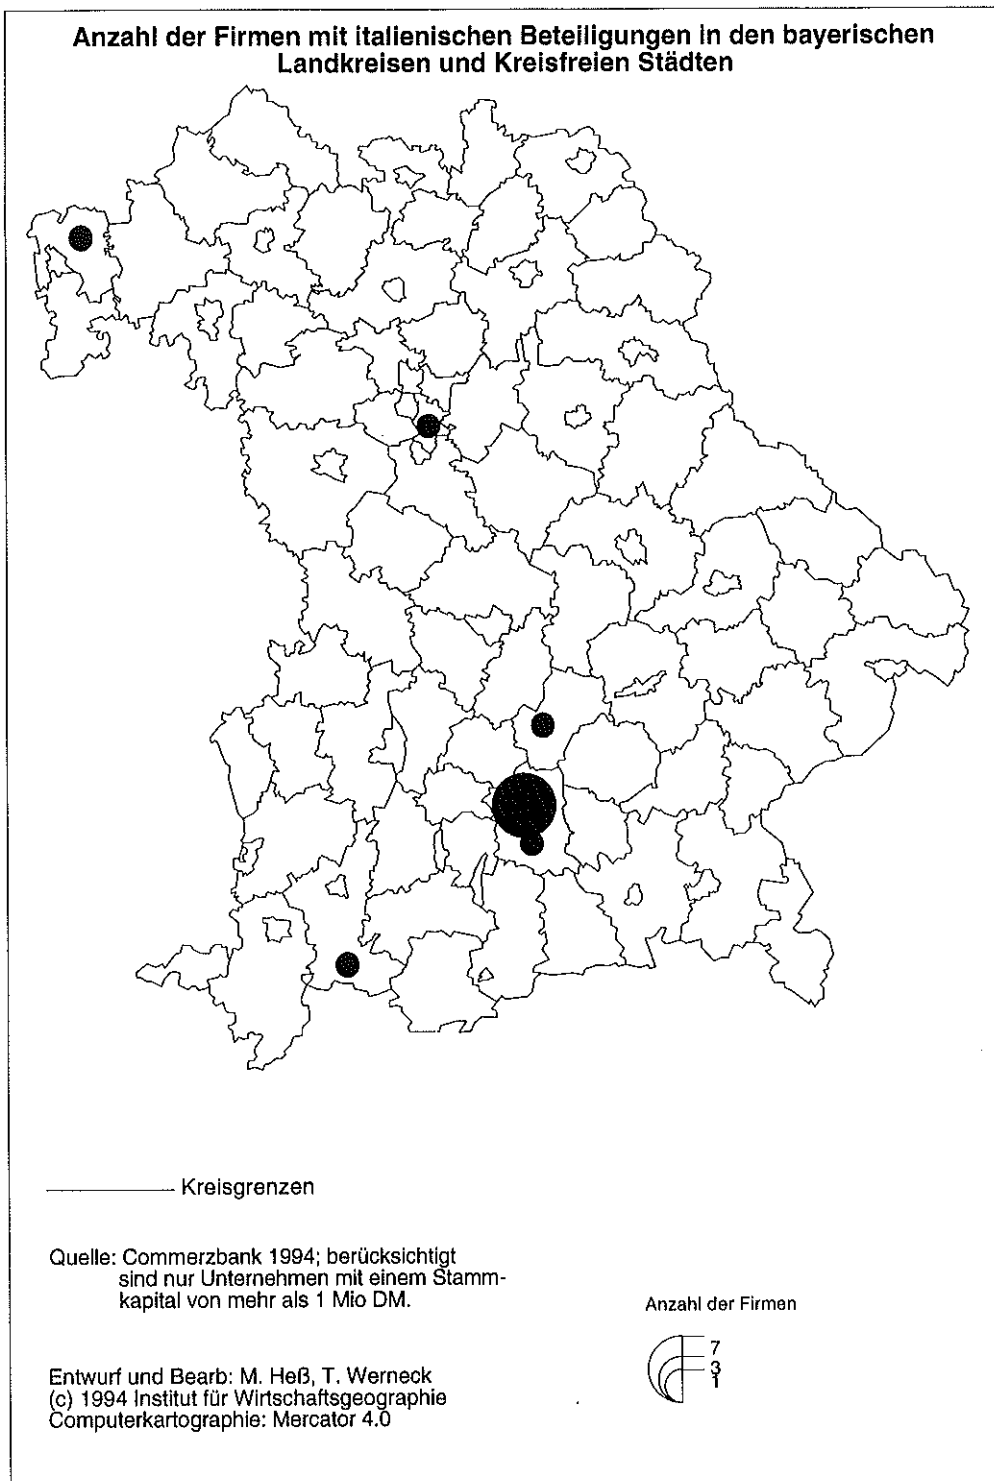 Anzahl der Firmen mit italienischen Beteiligungen in den bayerischen
Landkreisen und Kreisfreien Städten
Kreisgrenzen
Quelle: Commerzbank 1994; berücksichtigt
sind nur Unternehmen mit einem Stamm-
kapital von mehr als 1 Mio DM.
Anzahl der Firmen
7
3
1
Entwurf und Bearb: M. Heß, T. Werneck
(c) 1994 Institut für Wirtschaftsgeographie
Computerkartographie: Mercator 4.0